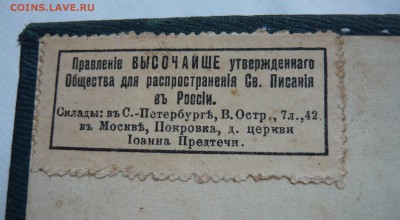 COINS.LAVE.RU
Правленіе ВЫСОЧАЙШЕ утвержденнаго
Общества для распространенія Св. Писанія
въ Россіи.
Склады: въ С.-Петербургѣ, В. Остр., 7л., 42
въ Москвѣ, Покровка, д. церкви
Іоанна Предтечи.